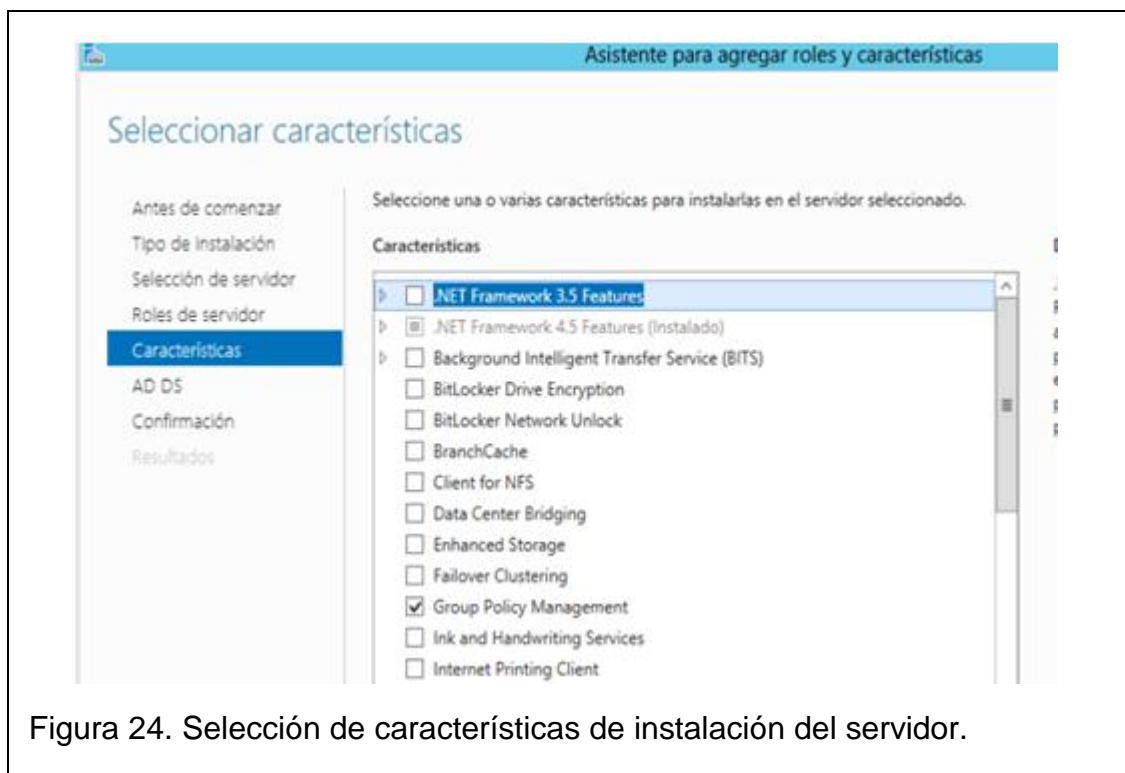 Asistente para agregar roles y características
Seleccionar características
Antes de comenzar
Tipo de instalación
Selección de servidor
Roles de servidor
Características
AD DS
Confirmación
Resultados
Seleccione una o varias características para instalarlas en el servidor seleccionado.
Características
.NET Framework 3.5 Features
.NET Framework 4.5 Features (Instalado)
Background Intelligent Transfer Service (BITS)
BitLocker Drive Encryption
BitLocker Network Unlock
BranchCache
Client for NFS
Data Center Bridging
Enhanced Storage
Failover Clustering
Group Policy Management
Ink and Handwriting Services
Internet Printing Client
Figura 24. Selección de características de instalación del servidor.